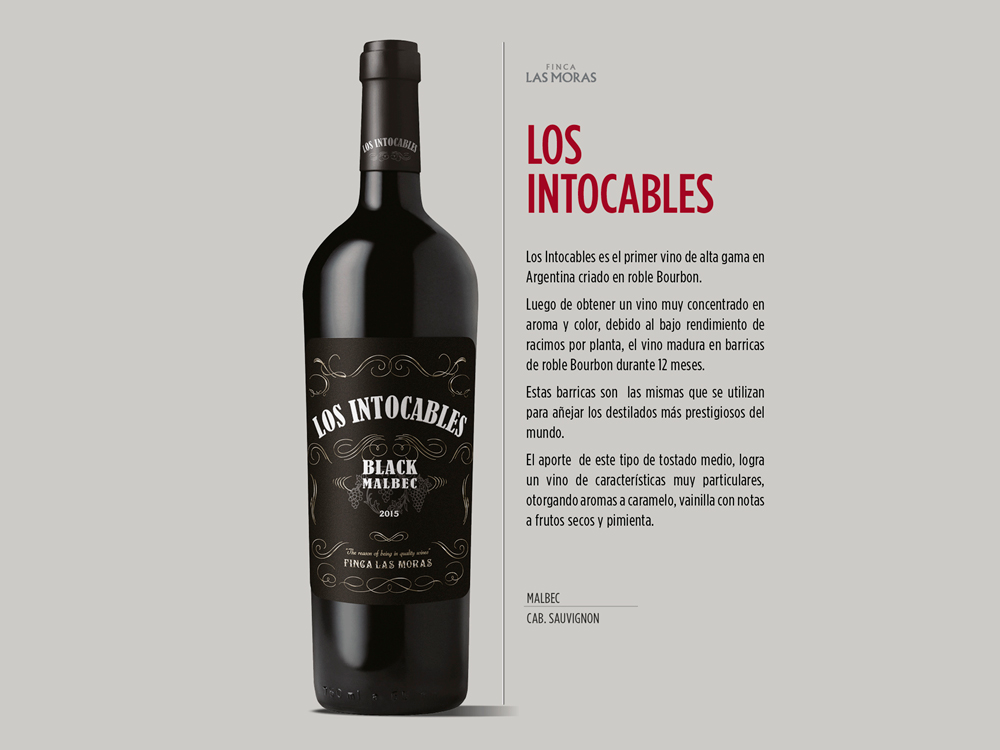 LOS INTOCABLES
LOS INTOCABLES
BLACK
MALBEC
2015
"The reason of being in quality wines"
FINCA LAS MORAS
FINCA
LAS MORAS
LOS
INTOCABLES
Los Intocables es el primer vino de alta gama en
Argentina criado en roble Bourbon.
Luego de obtener un vino muy concentrado en
aroma y color, debido al bajo rendimiento de
racimos por planta, el vino madura en barricas
de roble Bourbon durante 12 meses.
Estas barricas son  las mismas que se utilizan
para añejar los destilados más prestigiosos del
mundo.
El aporte  de este tipo de tostado medio, logra
un vino de características muy particulares,
otorgando aromas a caramelo, vainilla con notas
a frutos secos y pimienta.
MALBEC
CAB. SAUVIGNON